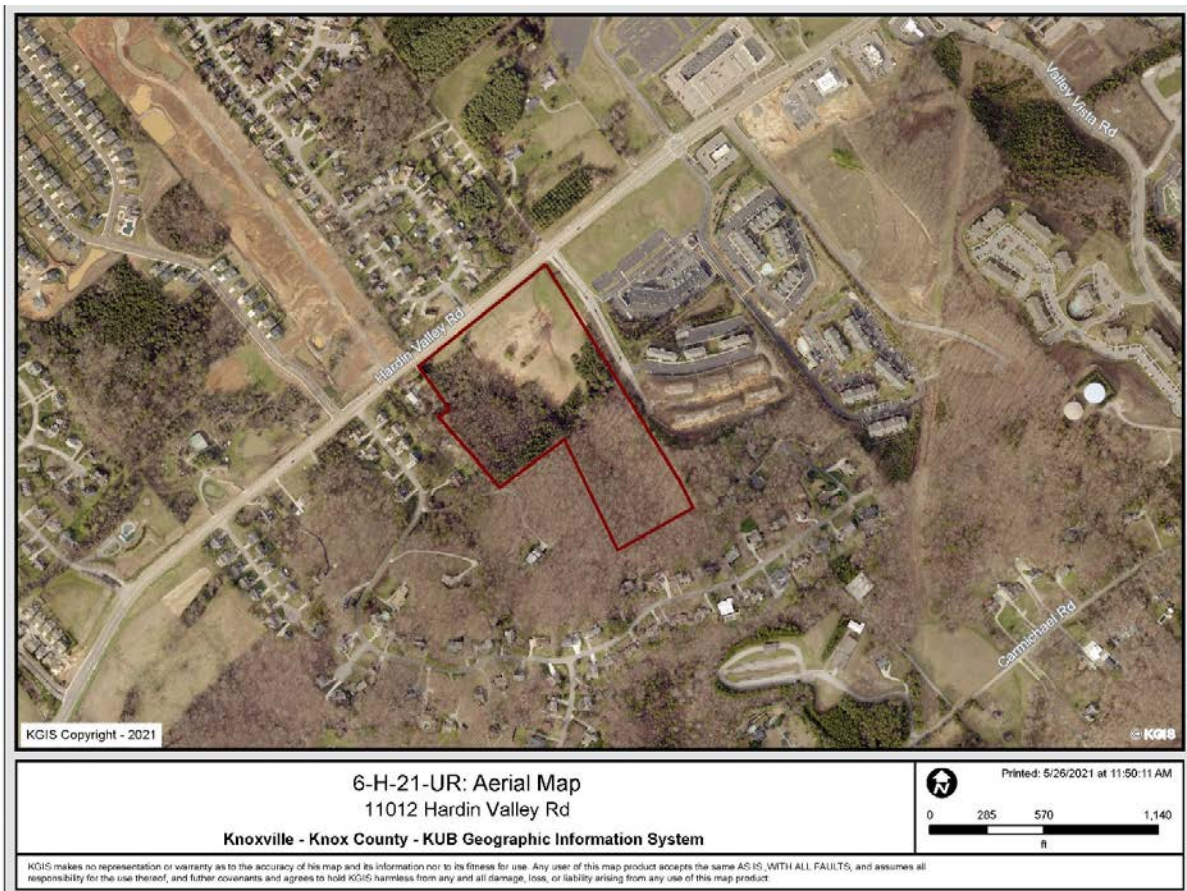 Valley Vista Rd
Hardin Valley Rd
Carmichael Rd
KGIS Copyright - 2021
© KGIS
6-H-21-UR: Aerial Map
11012 Hardin Valley Rd
Knoxville - Knox County - KUB Geographic Information System
N
Printed: 5/26/2021 at 11:50:11 AM
0 285 570 1,140
ft
KGIS makes no representation or warranty as to the accuracy of his map and its information nor to its fitness for use. Any user of this map product accepts the same AS IS ,WITH ALL FAULTS, and assumes all
responsibility for the use thereof, and futher covenants and agrees to hold KGIS harmless from any and all damage, loss, or liability arising from any use of this map product.